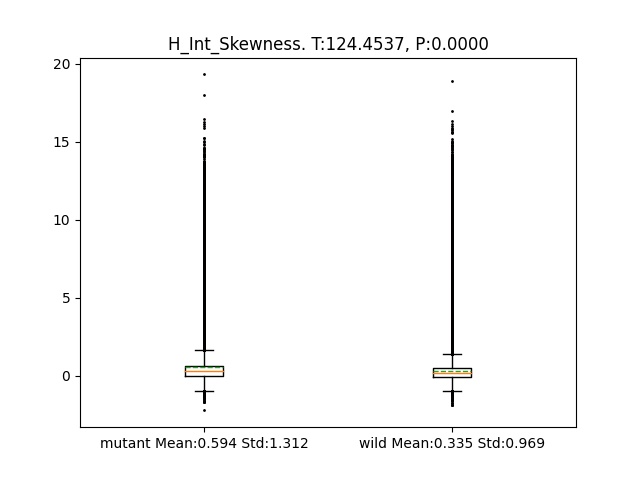 H_Int_Skewness. T:124.4537, P:0.0000
20
15
10
5
0
mutant Mean:0.594 Std:1.312
wild Mean:0.335 Std:0.969